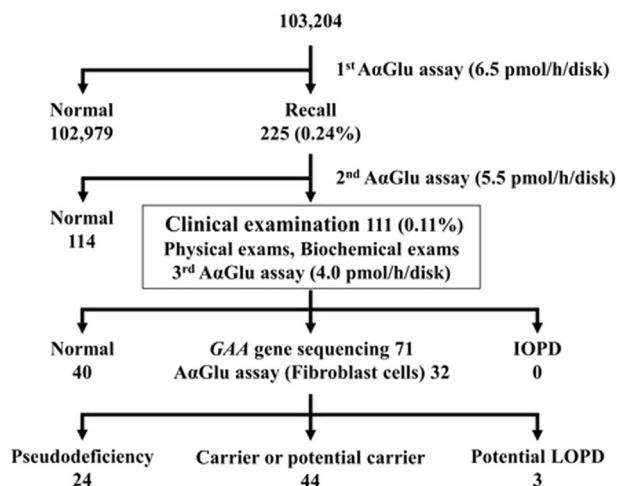 103,204
1st AαGlu assay (6.5 pmol/h/disk)
Normal
102,979
Recall
225 (0.24%)
2nd AαGlu assay (5.5 pmol/h/disk)
Normal
114
Clinical examination 111 (0.11%)
Physical exams, Biochemical exams
3rd AαGlu assay (4.0 pmol/h/disk)
Normal
40
GAA gene sequencing 71
AαGlu assay (Fibroblast cells) 32
IOPD
0
Pseudodeficiency
24
Carrier or potential carrier
44
Potential LOPD
3